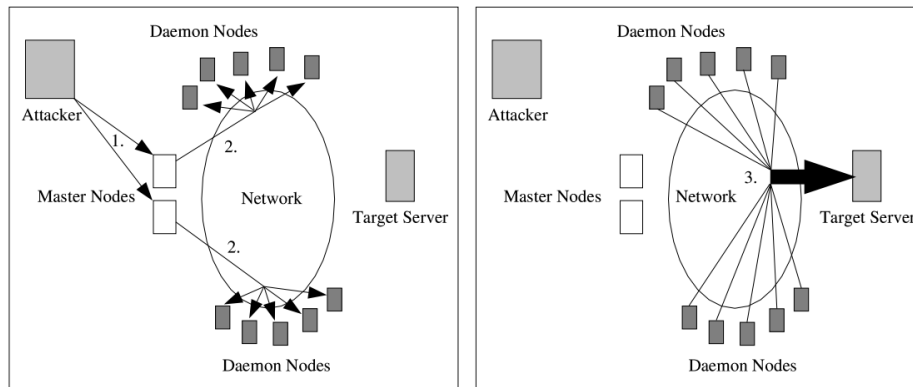 Daemon Nodes
Attacker
1.
2.
Master Nodes
Network
Target Server
2.
Daemon Nodes
Daemon Nodes
Attacker
3.
Master Nodes
Network
Target Server
Daemon Nodes